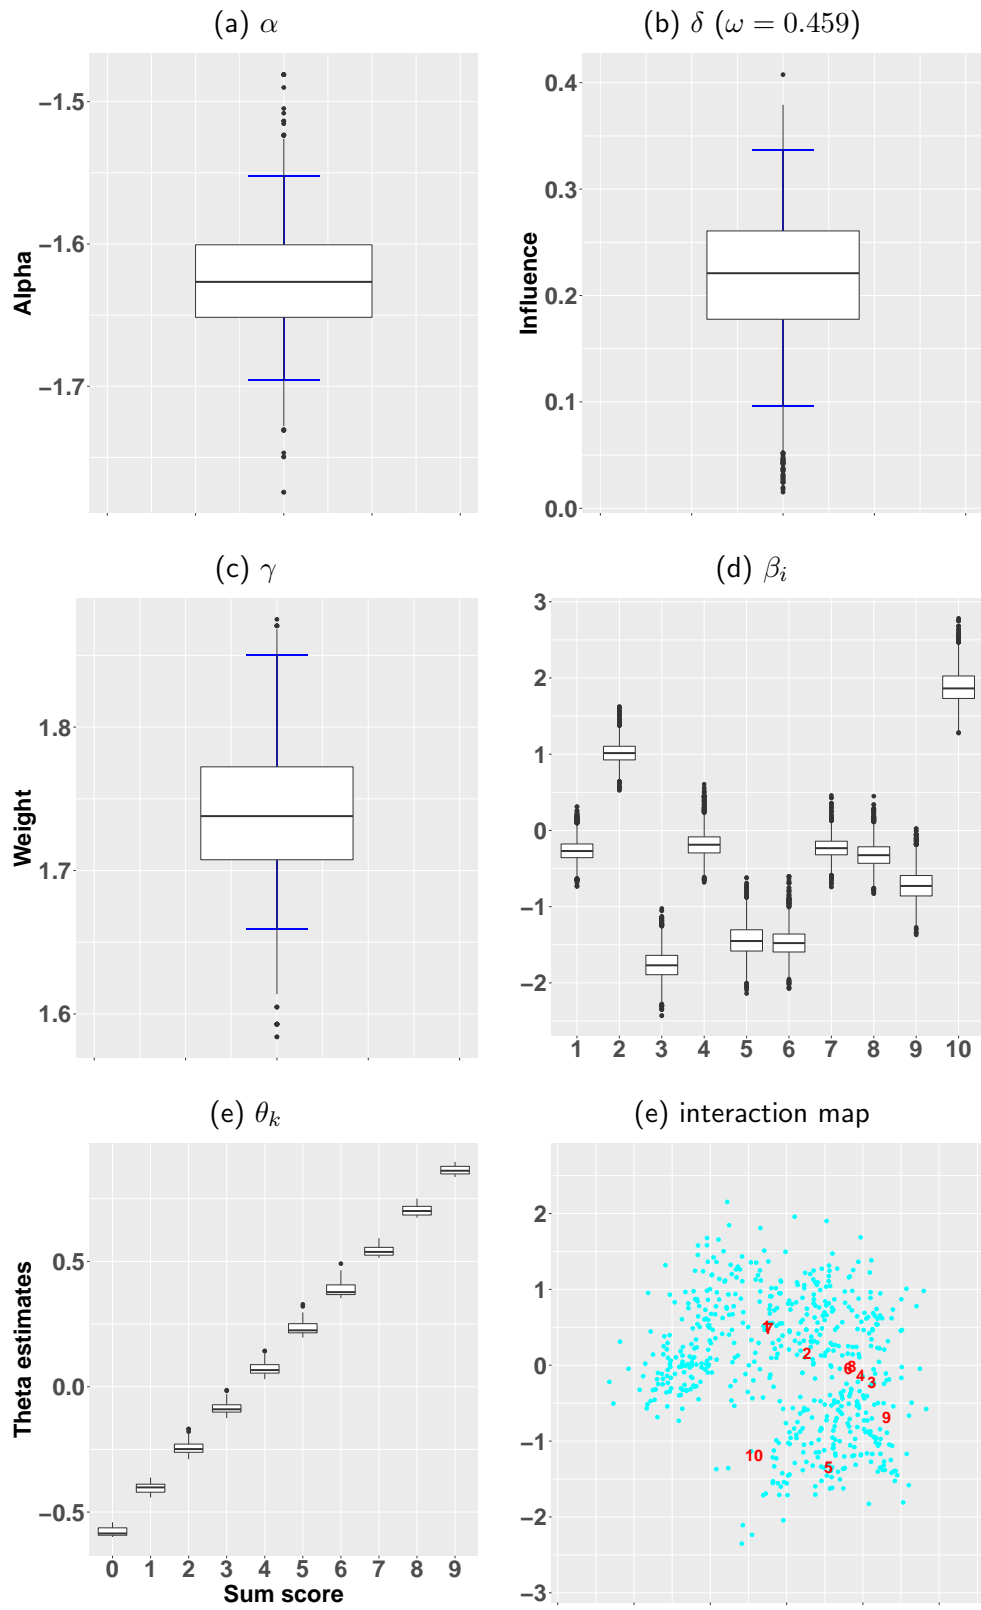 (a) α
−1.5
−1.6
−1.7
Alpha
(b) δ (ω = 0.459)
0.4
0.3
0.2
0.1
0.0
Influence
(c) γ
1.8
1.7
1.6
Weight
(d) βᵢ
3
2
1
0
−1
−2
1 2 3 4 5 6 7 8 9 10
(e) θₖ
0.5
0.0
−0.5
Theta estimates
0 1 2 3 4 5 6 7 8 9
Sum score
(e) interaction map
2
1
0
−1
−2
−3
1
7
2
6
8
4
3
9
10
5